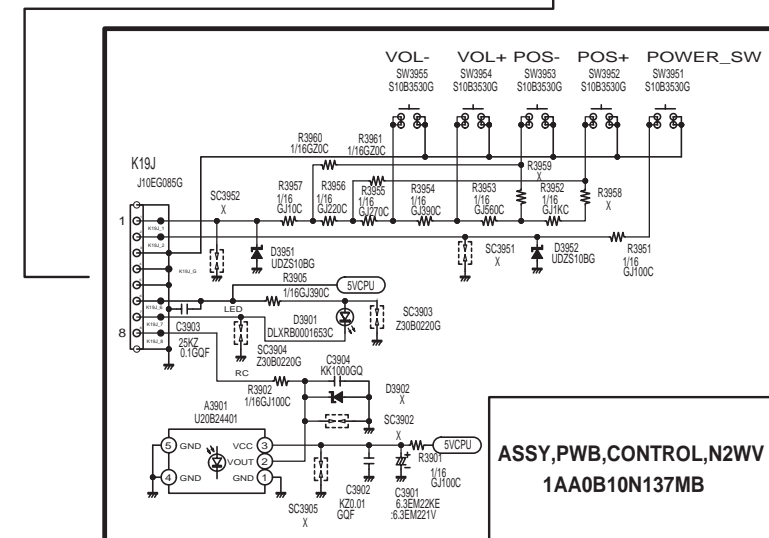 VOL- VOL+ POS- POS+ POWER_SW
SW3955 SW3954 SW3953 SW3952 SW3951
S10B3530G S10B3530G S10B3530G S10B3530G S10B3530G
R3960
1/16GZ0C
R3961
1/16GZ0C
K19J
J10EG085G
SC3952
X
R3957
1/16
GJ10C
R3956
1/16
GJ220C
R3955
1/16
GJ270C
R3954
1/16
GJ390C
R3953
1/16
GJ560C
R3959
X
R3952
1/16
GJ1KC
R3958
X
1
K19J_1
K19J_2
K19J_G
D3951
UDZS10BG
SC3951
X
D3952
UDZS10BG
R3951
1/16
GJ100C
R3905
1/16GJ390C
5VCPU
K19J_6
LED
K19J_7
8
K19J_8
C3903
25KZ
0.1GQF
D3901
DLXRB0001653C
SC3903
Z30B0220G
SC3904
Z30B0220G
RC
C3904
KK1000GQ
R3902
1/16GJ100C
D3902
X
SC3902
X
A3901
U20B24401
5 GND VCC 3
VOUT 2
4 GND GND 1
5VCPU
R3901
1/16
GJ100C
SC3905
X
C3902
KZ0.01
GQF
C3901
6.3EM22KE
:6.3EM221V
ASSY,PWB,CONTROL,N2WV
1AA0B10N137MB